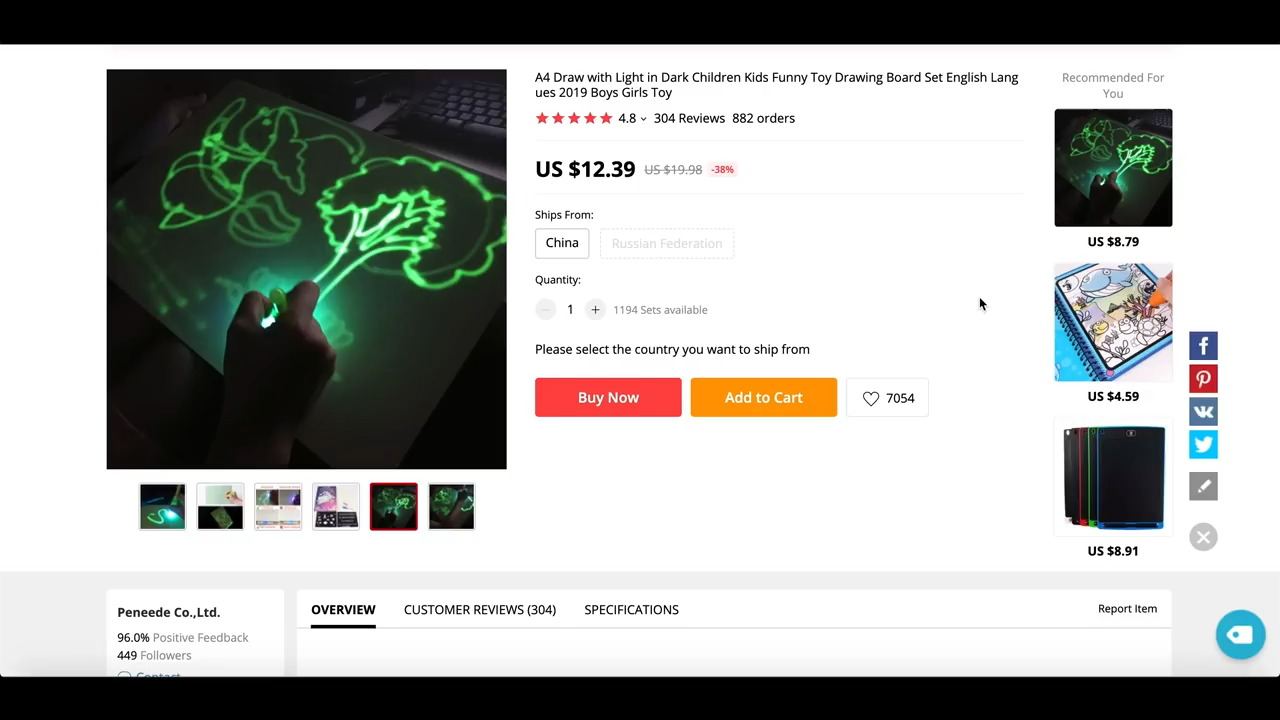 A4 Draw with Light in Dark Children Kids Funny Toy Drawing Board Set English Lang
ues 2019 Boys Girls Toy
4.8 304 Reviews 882 orders
US $12.39 US $19.98 -38%
Ships From:
China Russian Federation
Quantity:
1 + 1194 Sets available
Please select the country you want to ship from
Buy Now Add to Cart 7054
Recommended For
You
US $8.79
US $4.59
US $8.91
Peneede Co.,Ltd.
96.0% Positive Feedback
449 Followers
Contact
OVERVIEW CUSTOMER REVIEWS (304) SPECIFICATIONS Report Item